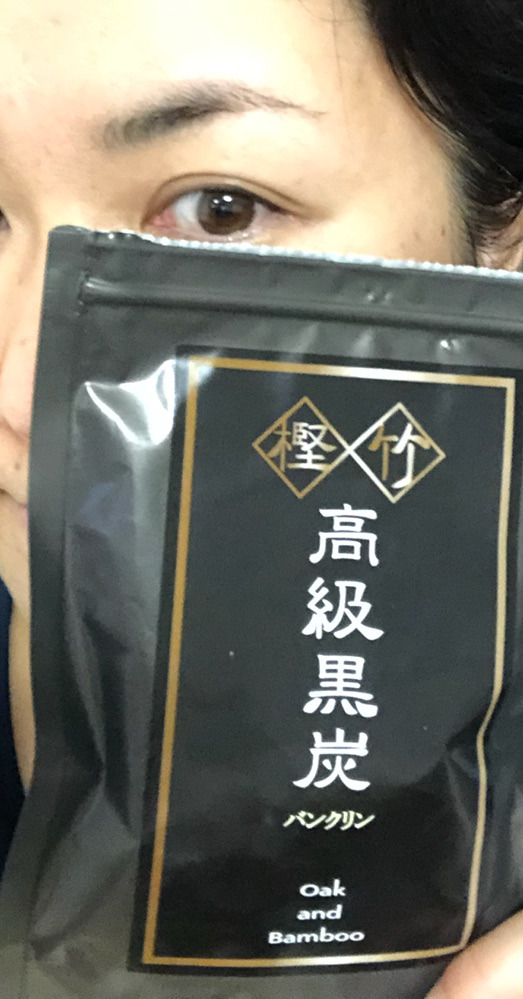 樫×竹
高級黒炭
バンクリン
Oak
and
Bamboo